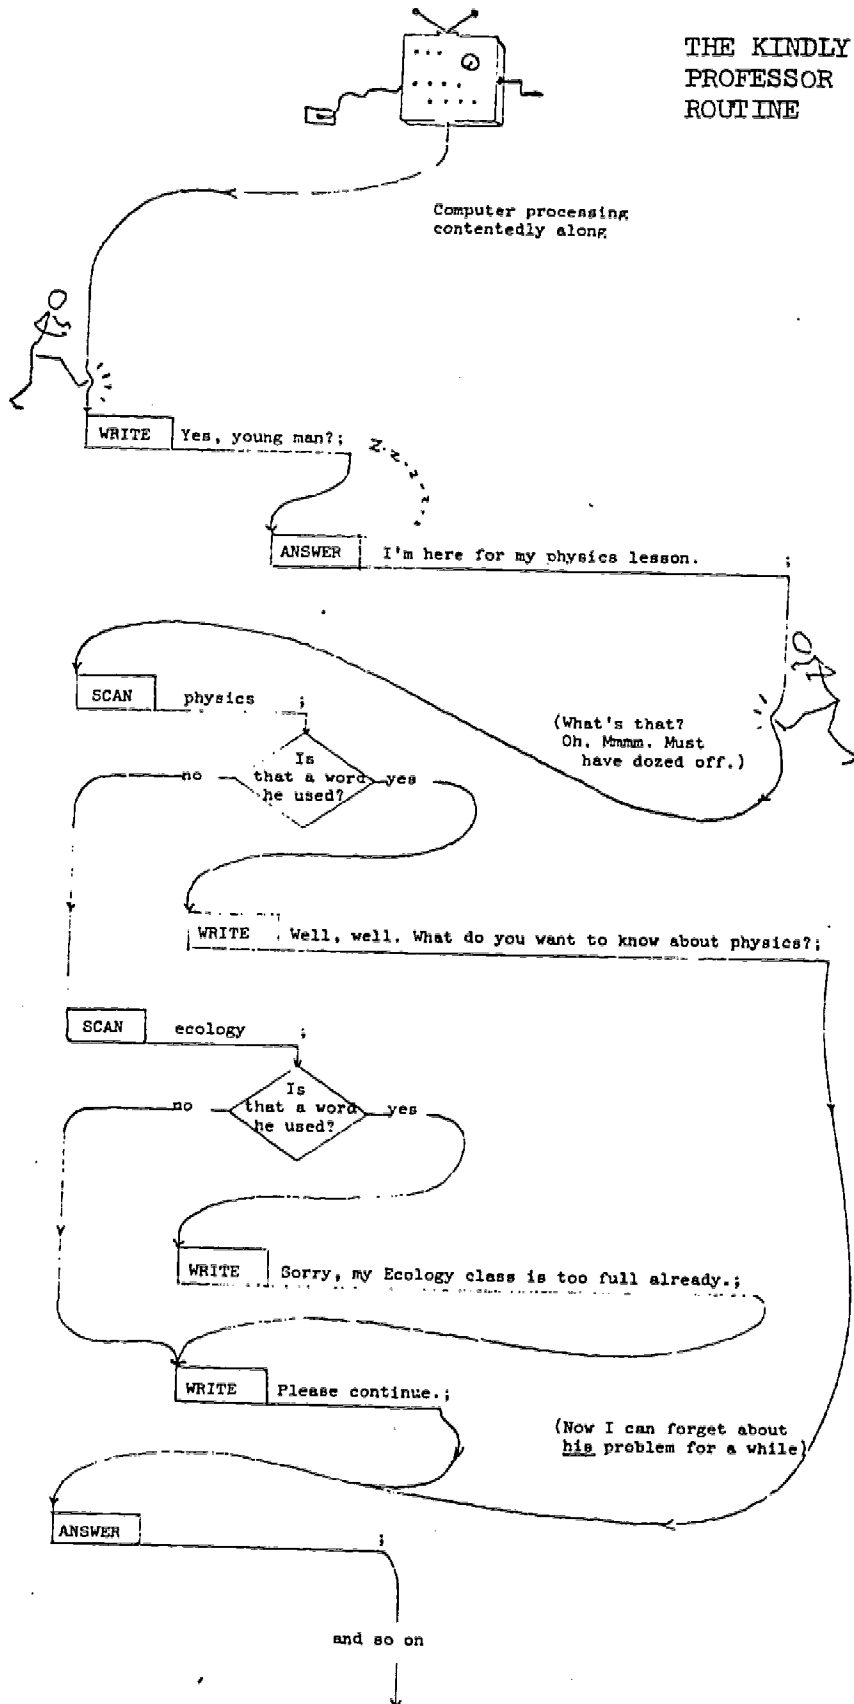 THE KINDLY
PROFESSOR
ROUTINE
Computer processing
contentedly along
WRITE Yes, young man?;
Z.z.z.z.z..
ANSWER I'm here for my physics lesson. ;
SCAN physics ;
(What's that?
Oh. Mmmm. Must
have dozed off.)
Is
that a word
he used?
no
yes
WRITE Well, well. What do you want to know about physics?;
SCAN ecology ;
Is
that a word
he used?
no
yes
WRITE Sorry, my Ecology class is too full already.;
WRITE Please continue.;
(Now I can forget about
his problem for a while)
ANSWER ;
and so on